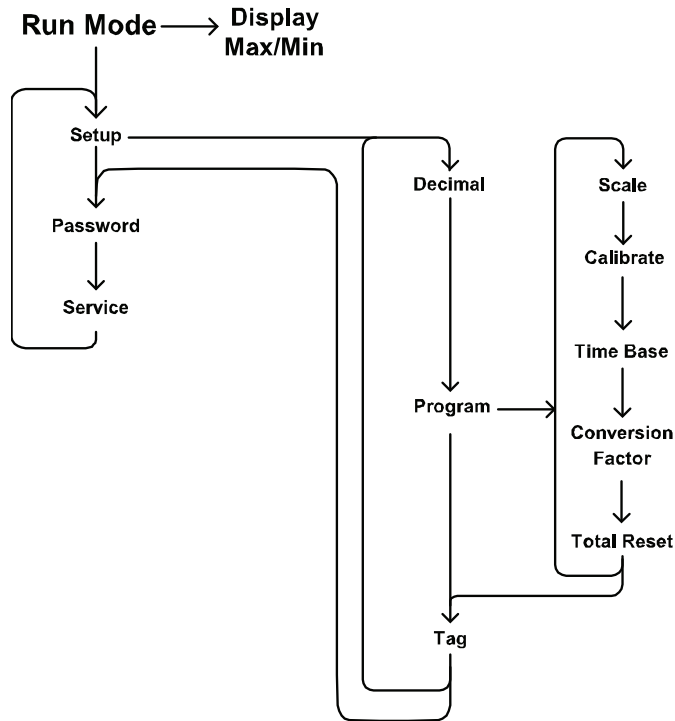 Run Mode
Display
Max/Min
Setup
Password
Service
Decimal
Program
Tag
Scale
Calibrate
Time Base
Conversion
Factor
Total Reset